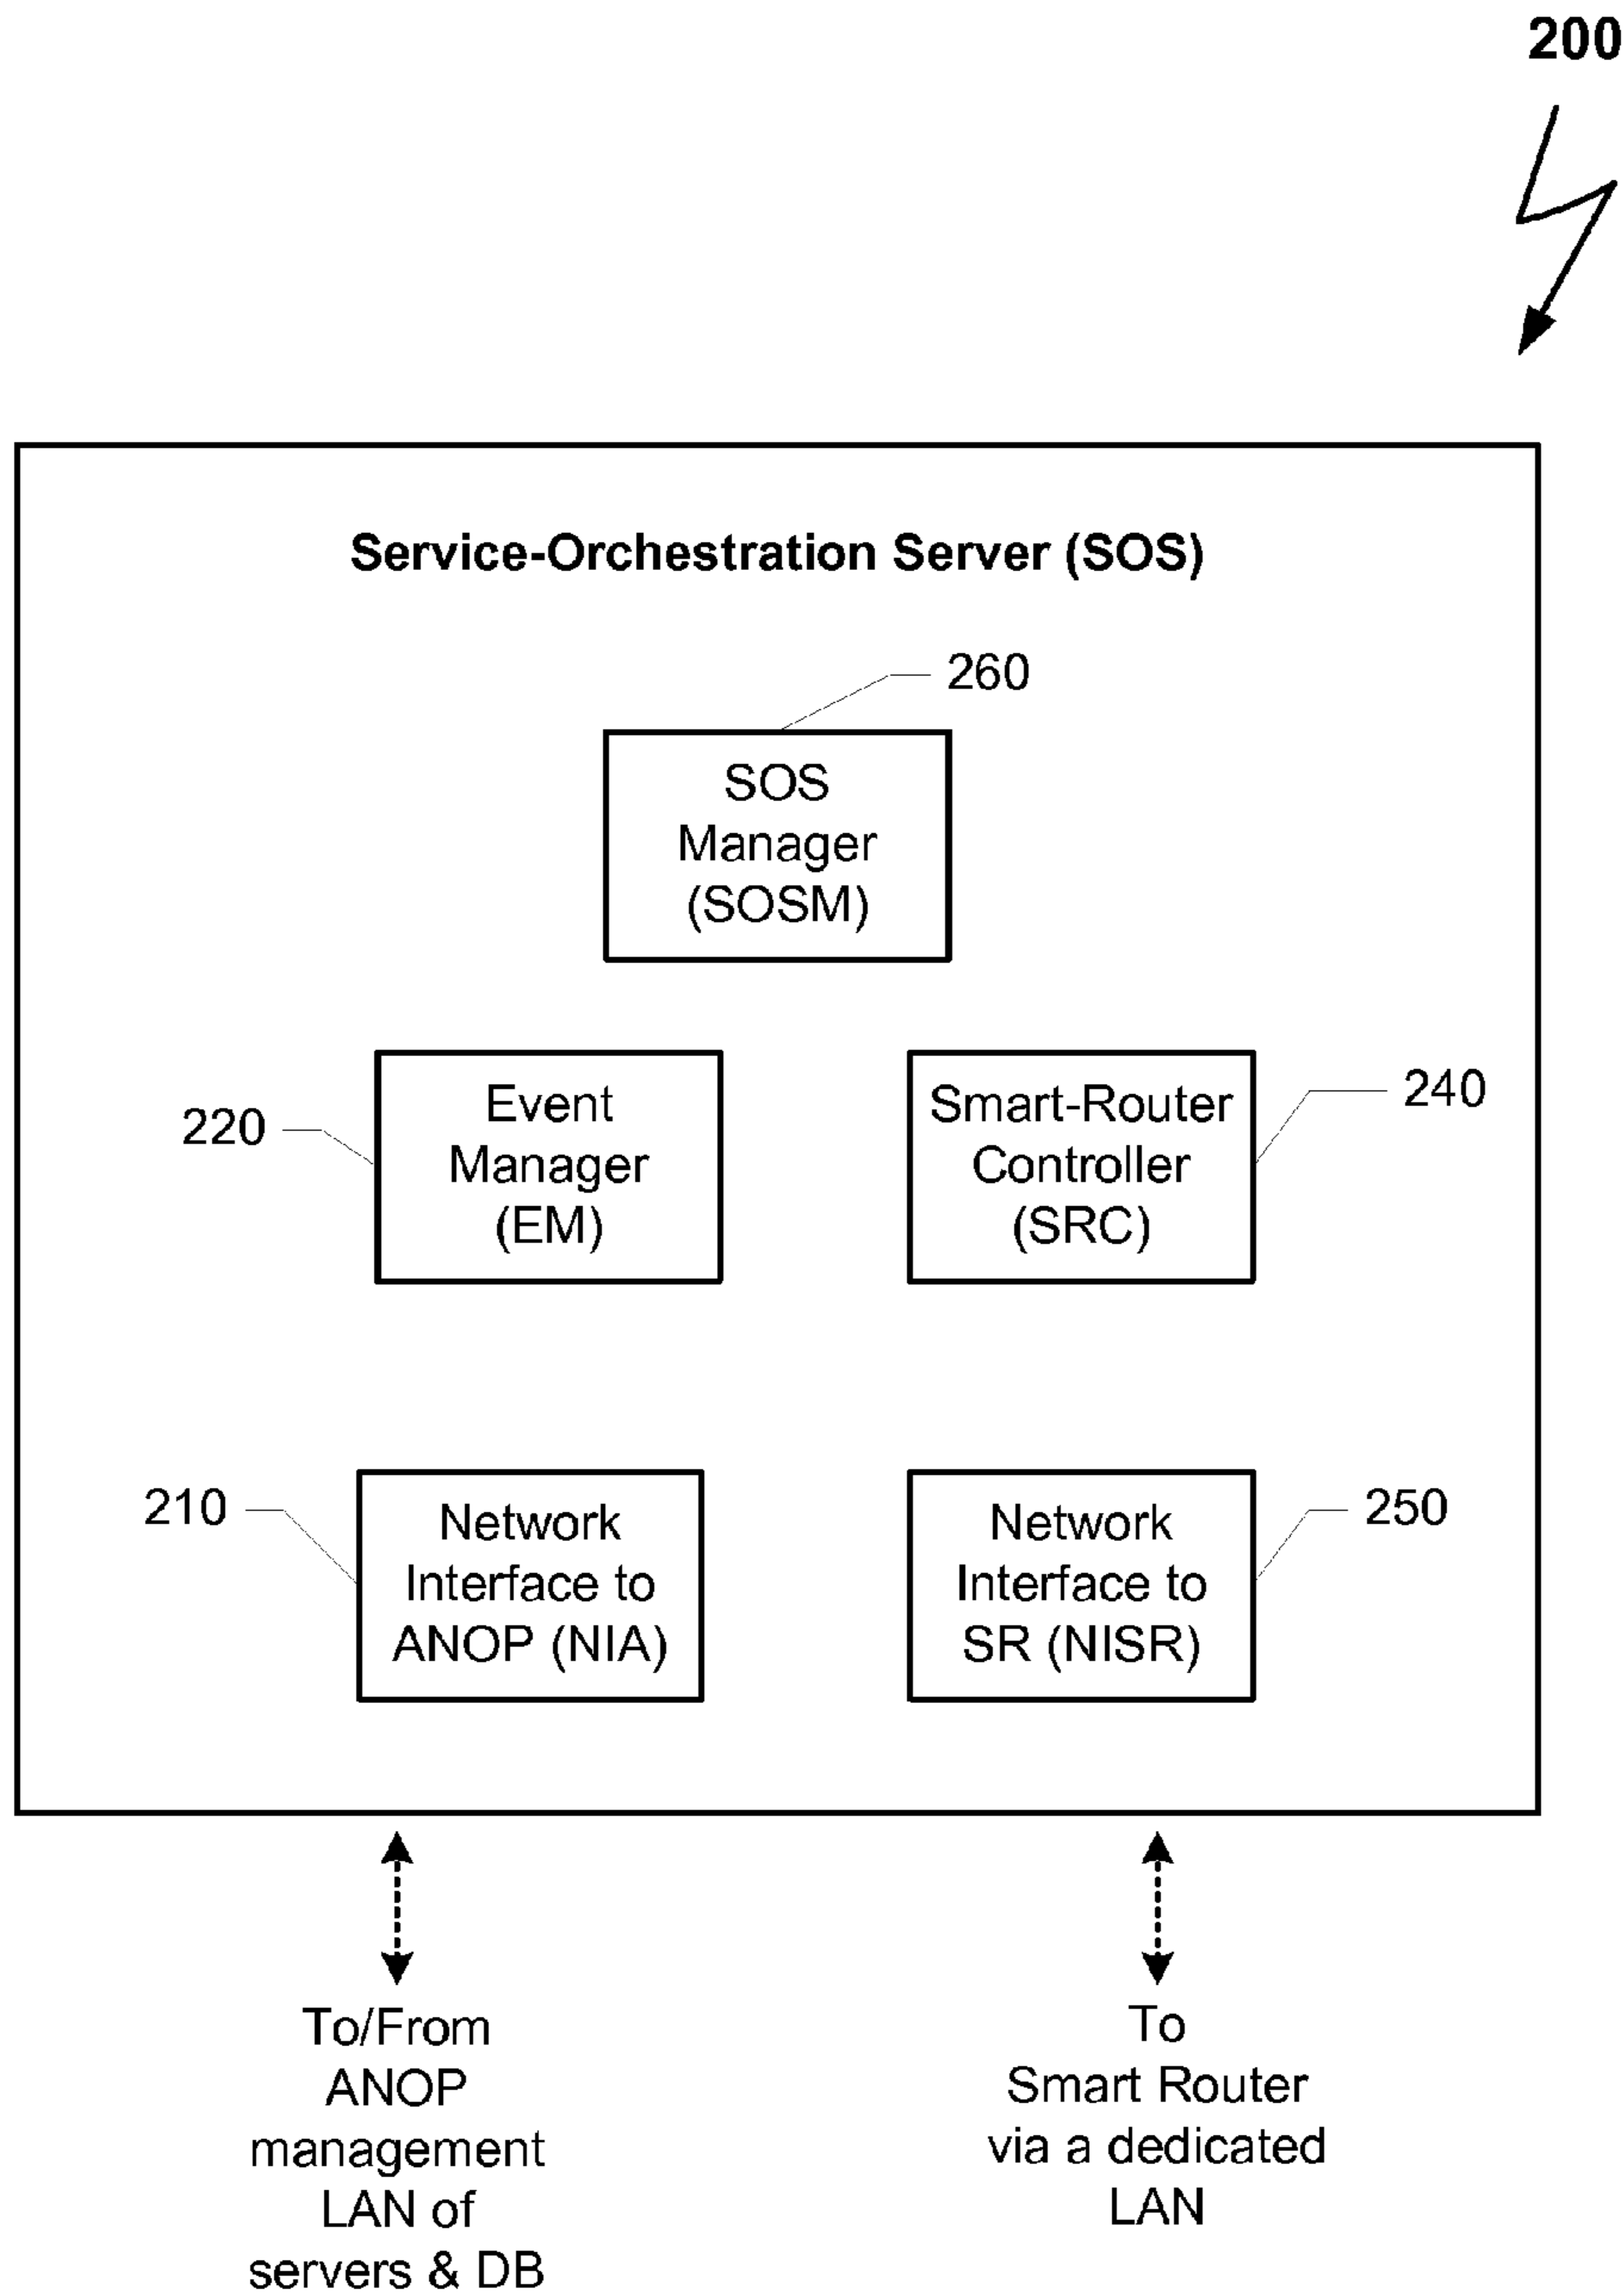 200
Service-Orchestration Server (SOS)
260
SOS
Manager
(SOSM)
220
Event
Manager
(EM)
Smart-Router
Controller
(SRC)
240
210
Network
Interface to
ANOP (NIA)
Network
Interface to
SR (NISR)
250
To/From
ANOP
management
LAN of
servers & DB
To
Smart Router
via a dedicated
LAN